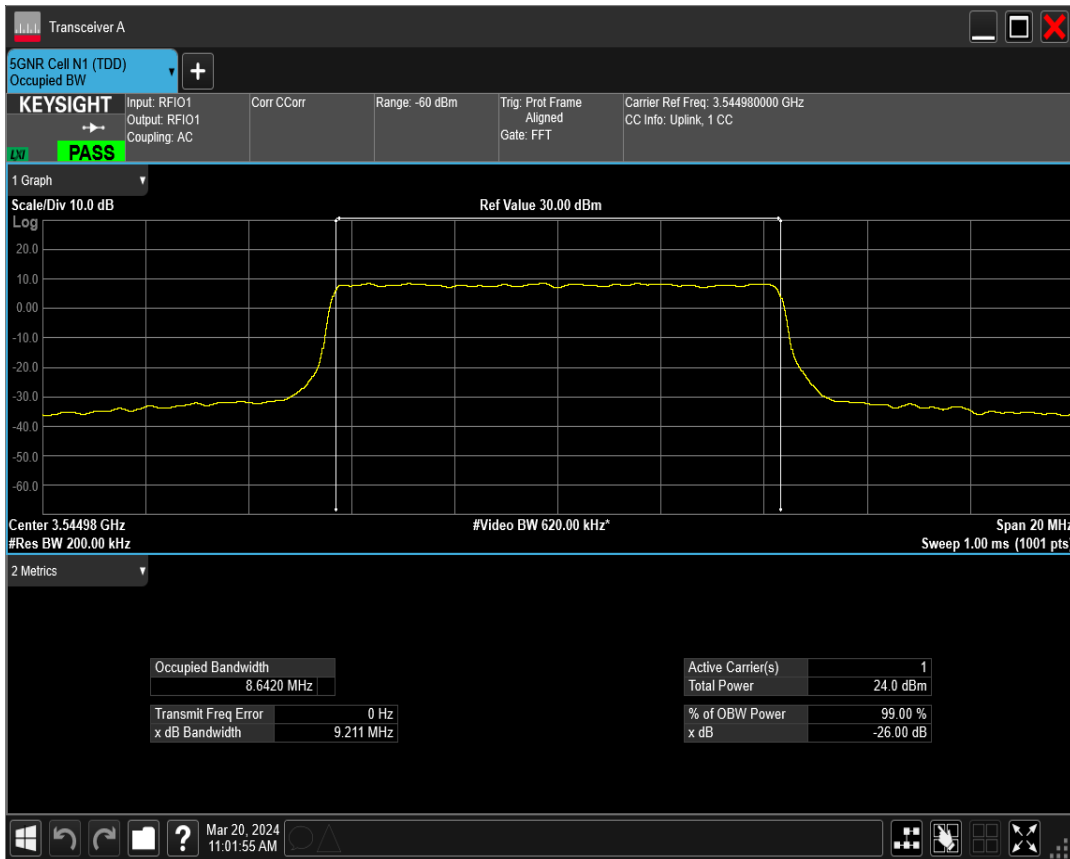 Transceiver A
5GNR Cell N1 (TDD)
Occupied BW
+
KEYSIGHT
LXI
PASS
Input: RFIO1
Output: RFIO1
Coupling: AC
Corr CCorr
Range: -60 dBm
Trig: Prot Frame
Aligned
Gate: FFT
Carrier Ref Freq: 3.544980000 GHz
CC Info: Uplink, 1 CC
1 Graph
Scale/Div 10.0 dB
Ref Value 30.00 dBm
Log
20.0
10.0
0.00
-10.0
-20.0
-30.0
-40.0
-50.0
-60.0
Center 3.54498 GHz
#Video BW 620.00 kHz*
Span 20 MHz
#Res BW 200.00 kHz
Sweep 1.00 ms (1001 pts)
2 Metrics
Occupied Bandwidth
8.6420 MHz
Transmit Freq Error 0 Hz
x dB Bandwidth 9.211 MHz
Active Carrier(s) 1
Total Power 24.0 dBm
% of OBW Power 99.00 %
x dB -26.00 dB
?
Mar 20, 2024
11:01:55 AM